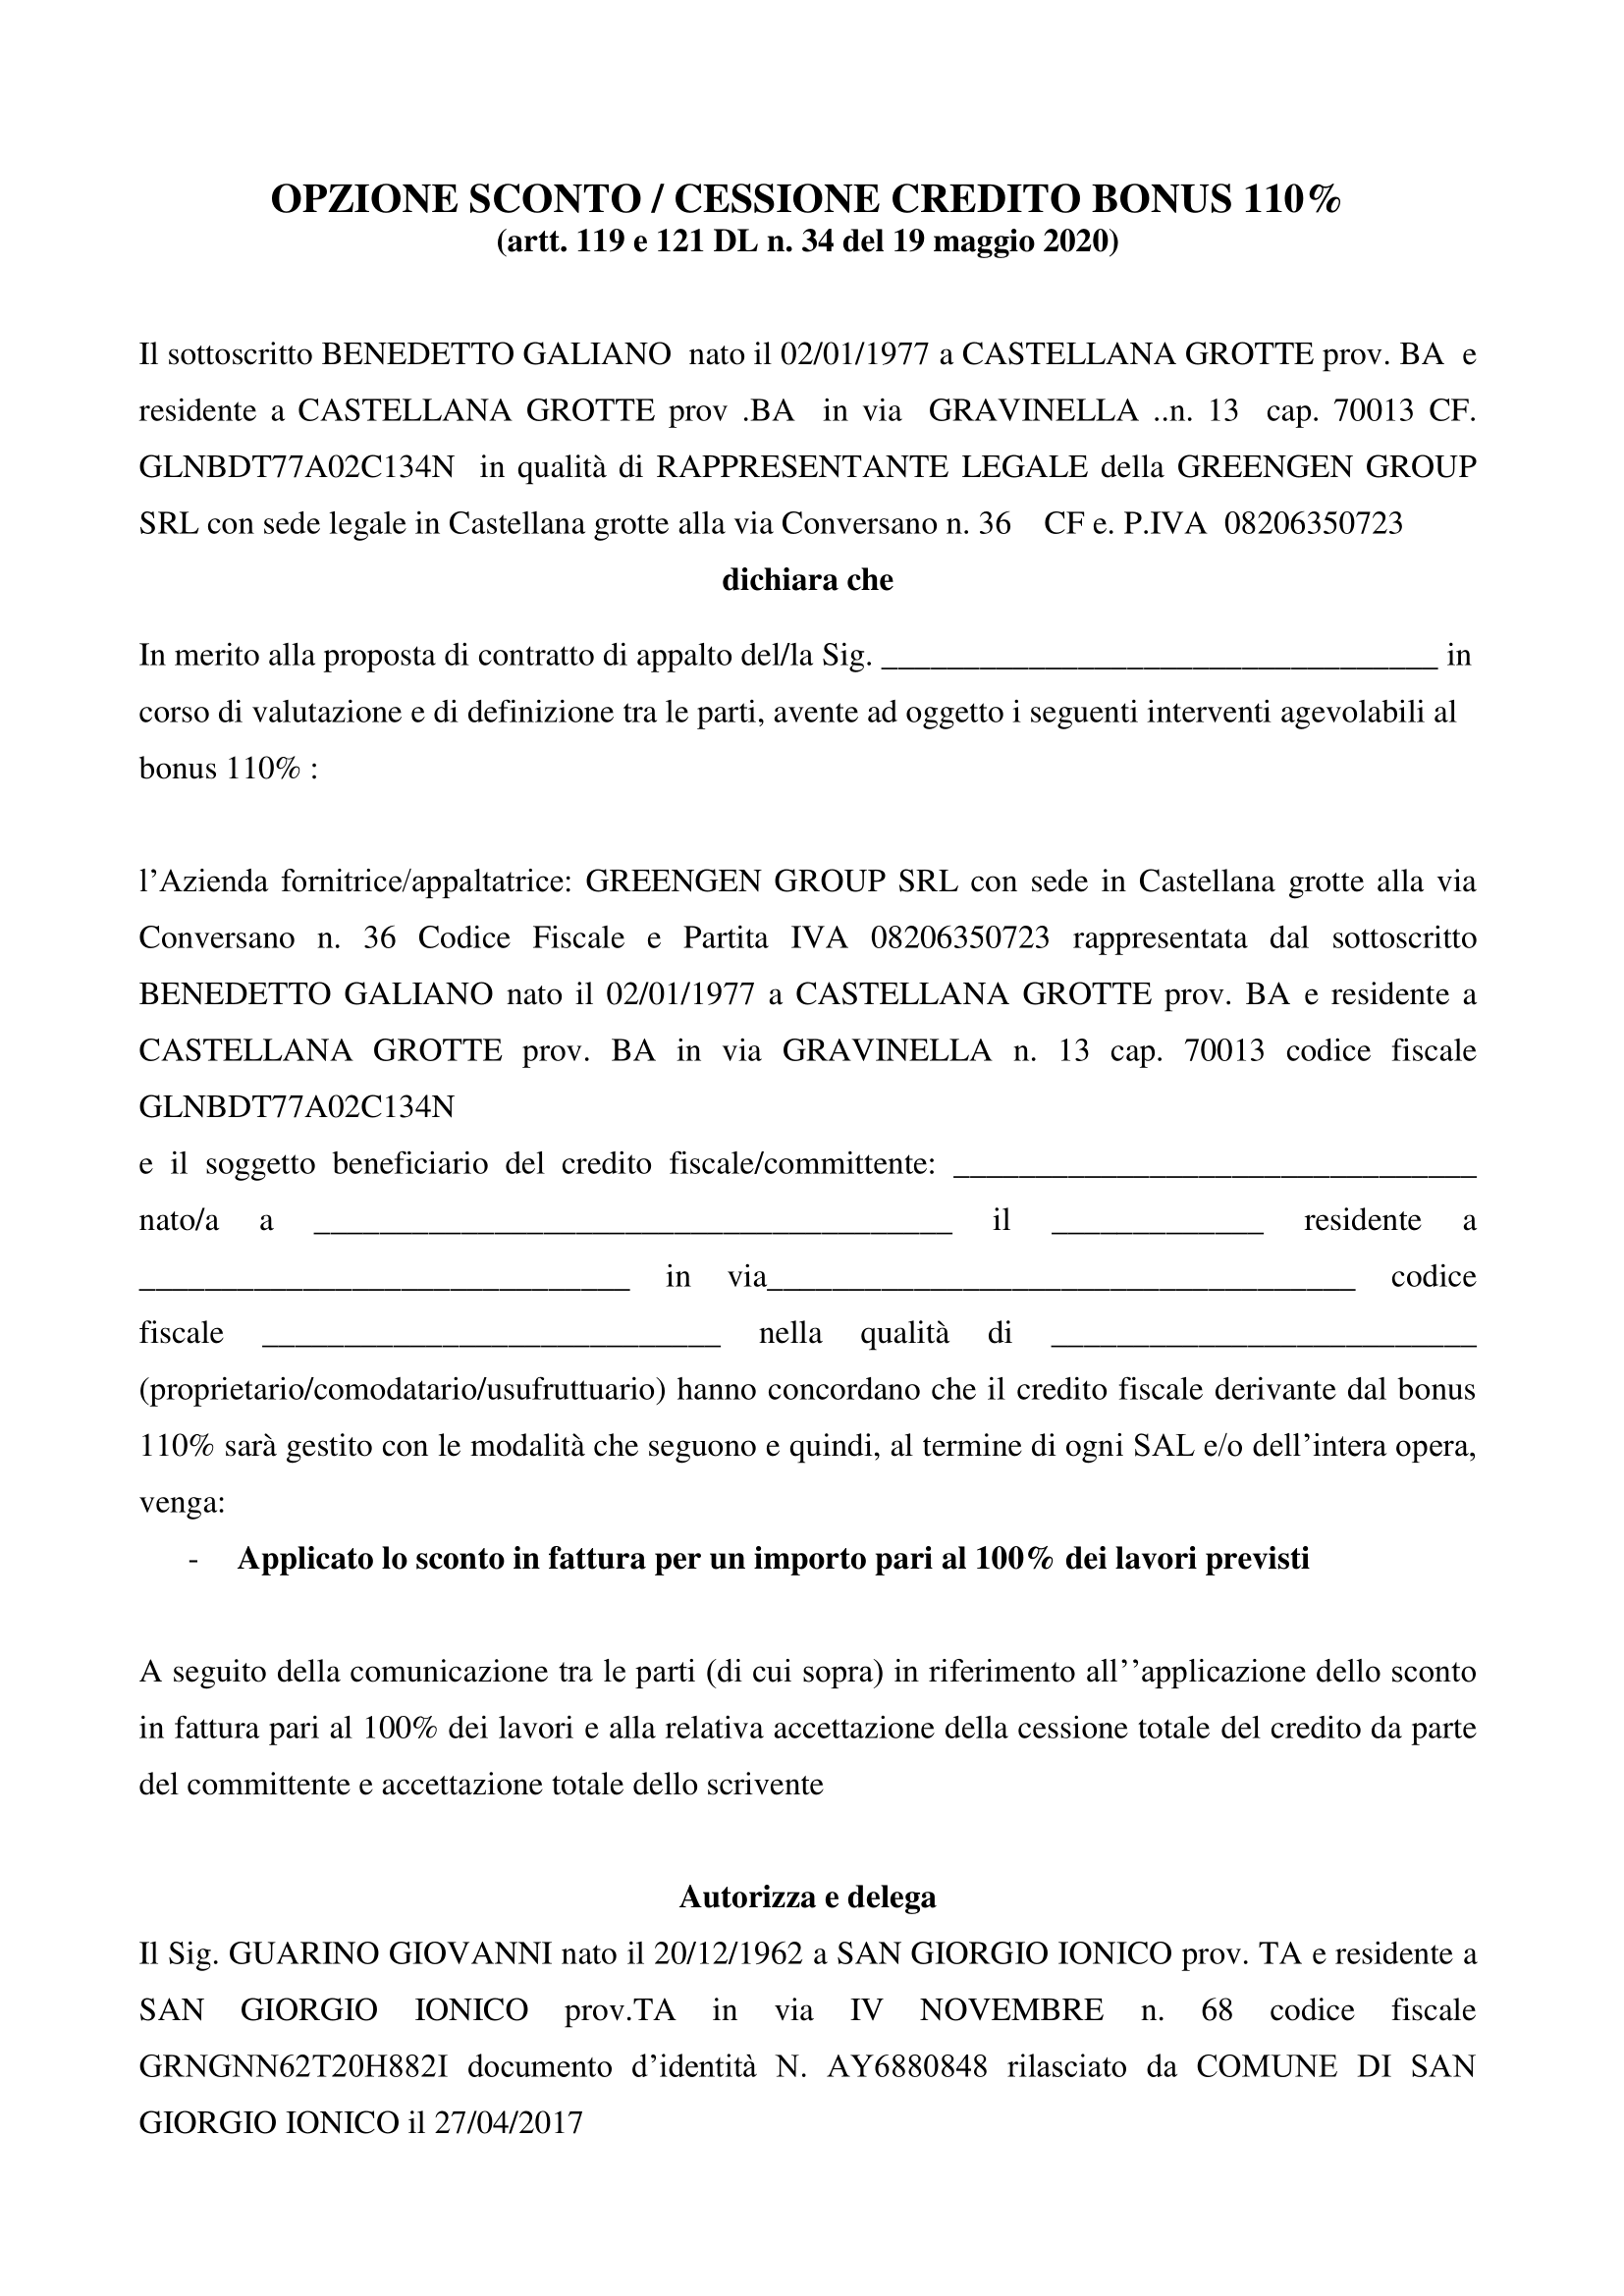 OPZIONE SCONTO / CESSIONE CREDITO BONUS 110%
(artt. 119 e 121 DL n. 34 del 19 maggio 2020)
Il sottoscritto BENEDETTO GALIANO nato il 02/01/1977 a CASTELLANA GROTTE prov. BA e
residente a CASTELLANA GROTTE prov .BA in via GRAVINELLA ..n. 13 cap. 70013 CF.
GLNBDT77A02C134N in qualità di RAPPRESENTANTE LEGALE della GREENGEN GROUP
SRL con sede legale in Castellana grotte alla via Conversano n. 36 CF e. P.IVA 08206350723
dichiara che
In merito alla proposta di contratto di appalto del/la Sig. __________________________________ in
corso di valutazione e di definizione tra le parti, avente ad oggetto i seguenti interventi agevolabili al
bonus 110% :
l’Azienda fornitrice/appaltatrice: GREENGEN GROUP SRL con sede in Castellana grotte alla via
Conversano n. 36 Codice Fiscale e Partita IVA 08206350723 rappresentata dal sottoscritto
BENEDETTO GALIANO nato il 02/01/1977 a CASTELLANA GROTTE prov. BA e residente a
CASTELLANA GROTTE prov. BA in via GRAVINELLA n. 13 cap. 70013 codice fiscale
GLNBDT77A02C134N
e il soggetto beneficiario del credito fiscale/committente: ________________________________
nato/a a _______________________________________ il _____________ residente a
______________________________ in via____________________________________ codice
fiscale ____________________________ nella qualità di __________________________
(proprietario/comodatario/usufruttuario) hanno concordano che il credito fiscale derivante dal bonus
110% sarà gestito con le modalità che seguono e quindi, al termine di ogni SAL e/o dell’intera opera,
venga:
- Applicato lo sconto in fattura per un importo pari al 100% dei lavori previsti
A seguito della comunicazione tra le parti (di cui sopra) in riferimento all’’applicazione dello sconto
in fattura pari al 100% dei lavori e alla relativa accettazione della cessione totale del credito da parte
del committente e accettazione totale dello scrivente
Autorizza e delega
Il Sig. GUARINO GIOVANNI nato il 20/12/1962 a SAN GIORGIO IONICO prov. TA e residente a
SAN GIORGIO IONICO prov.TA in via IV NOVEMBRE n. 68 codice fiscale
GRNGNN62T20H882I documento d’identità N. AY6880848 rilasciato da COMUNE DI SAN
GIORGIO IONICO il 27/04/2017